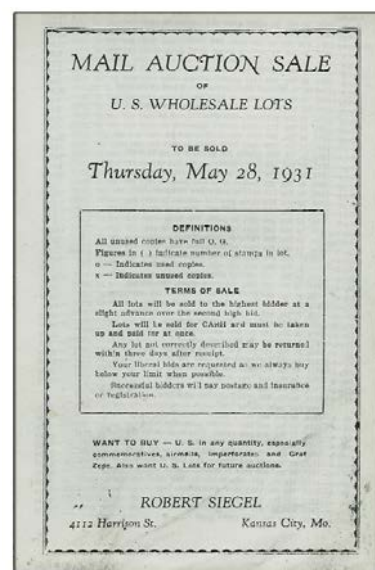 MAIL AUCTION SALE
OF
U. S. WHOLESALE LOTS
TO BE SOLD
Thursday, May 28, 1931
DEFINITIONS
All unused copies have full O. G.
Figures in ( ) indicate number of stamps in lot.
o — Indicates used copies.
x — Indicates unused copies.
TERMS OF SALE
All lots will be sold to the highest bidder at a
slight advance over the second high bid.
Lots will be sold for CASH and must be taken
up and paid for at once.
Any lot not correctly described may be returned
within three days after receipt.
Your liberal bids are requested as we always buy
below your limit when possible.
Successful bidders will pay postage and insurance
or registration.
WANT TO BUY — U. S. in any quantity, especially
commemoratives, airmails, imperforates and Graf
Zeps. Also want U. S. Lots for future auctions.
ROBERT SIEGEL
4112 Harrison St. Kansas City, Mo.